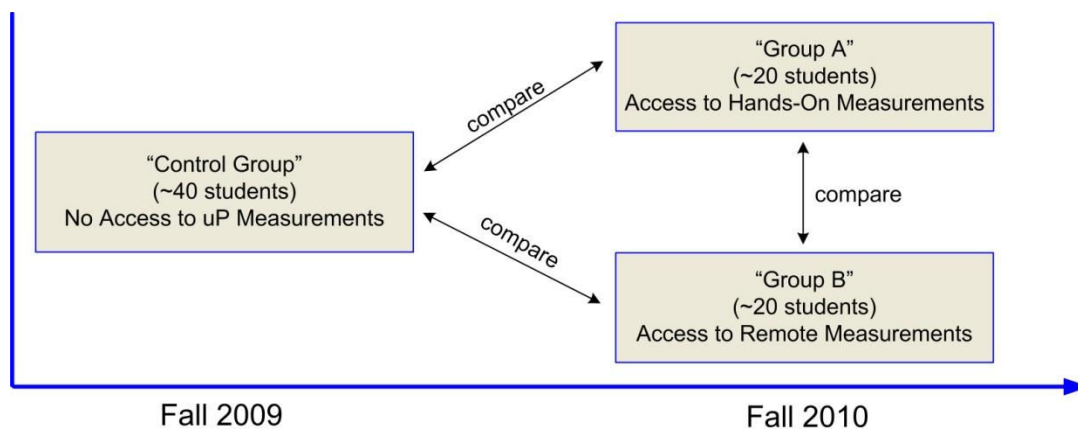 “Control Group”
(~40 students)
No Access to uP Measurements
compare
compare
“Group A”
(~20 students)
Access to Hands-On Measurements
compare
“Group B”
(~20 students)
Access to Remote Measurements
Fall 2009
Fall 2010